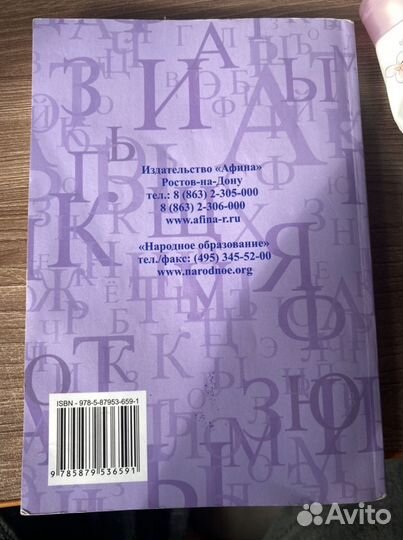 Издательство «Афина»
Ростов-на-Дону
тел.: 8 (863) 2-305-000
8 (863) 2-306-000
www.afina-r.ru
«Народное образование»
тел./факс: (495) 345-52-00
www.narodnoe.org
ISBN - 978-5-87953-659-1
9 785879 536591
Avito